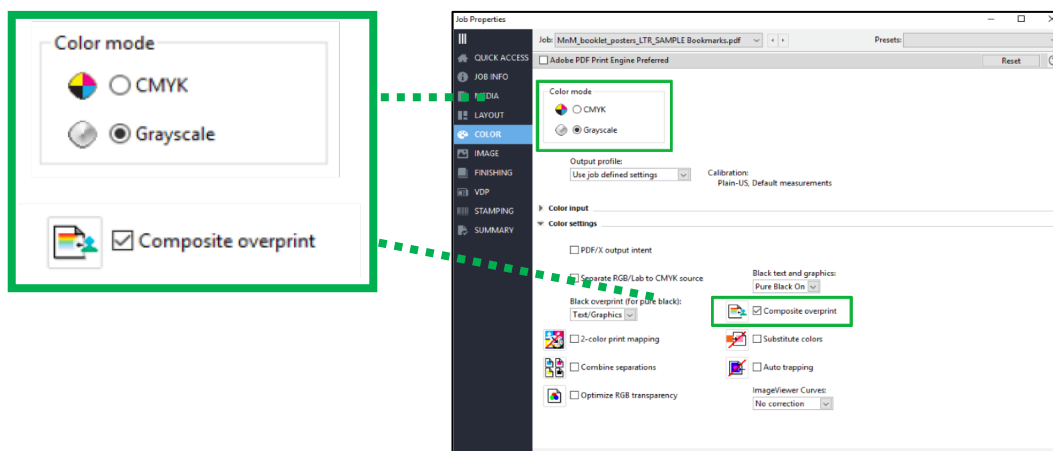 Color mode
CMYK
Grayscale
Composite overprint
Job Properties
Job: MnM_booklet_posters_LTR_SAMPLE Bookmarks.pdf
Presets:
QUICK ACCESS
Adobe PDF Print Engine Preferred
Reset
JOB INFO
MEDIA
LAYOUT
COLOR
IMAGE
FINISHING
VDP
STAMPING
SUMMARY
Color mode
CMYK
Grayscale
Output profile:
Use job defined settings
Calibration:
Plain-US, Default measurements
Color input
Color settings
PDF/X output intent
Separate RGB/Lab to CMYK source
Black text and graphics:
Pure Black On
Black overprint (for pure black):
Text/Graphics
Composite overprint
2-color print mapping
Substitute colors
Combine separations
Auto trapping
Optimize RGB transparency
ImageViewer Curves:
No correction